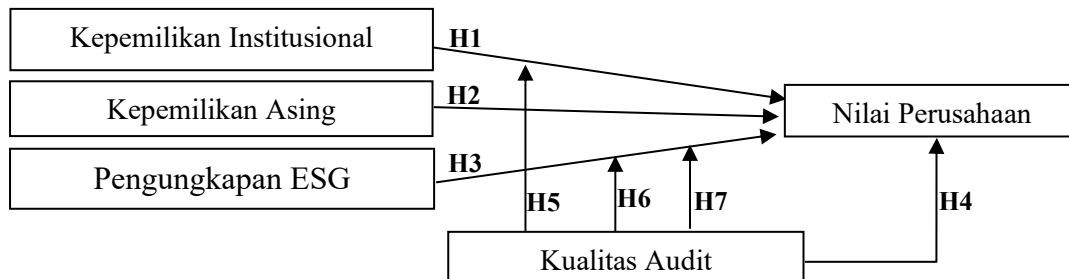 Kepemilikan Institusional
H1
Kepemilikan Asing
H2
Nilai Perusahaan
Pengungkapan ESG
H3
H5
H6
H7
H4
Kualitas Audit